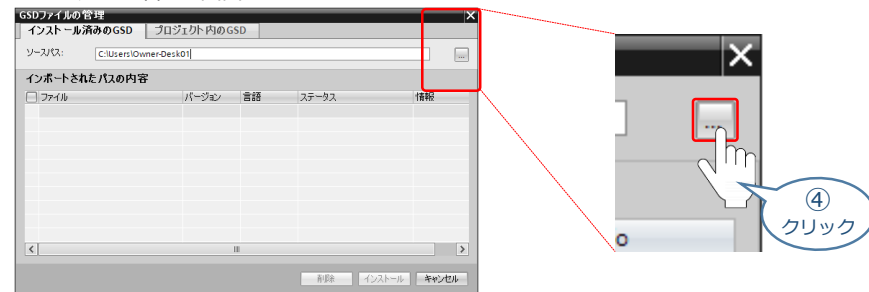 GSDファイルの管理
インストール済みのGSD
プロジェクト内のGSD
ソースパス:
C:\Users\Owner-Desk01
...
インポートされたパスの内容
ファイル
バージョン
言語
ステータス
情報
削除
インストール
キャンセル
...
④
クリック
o